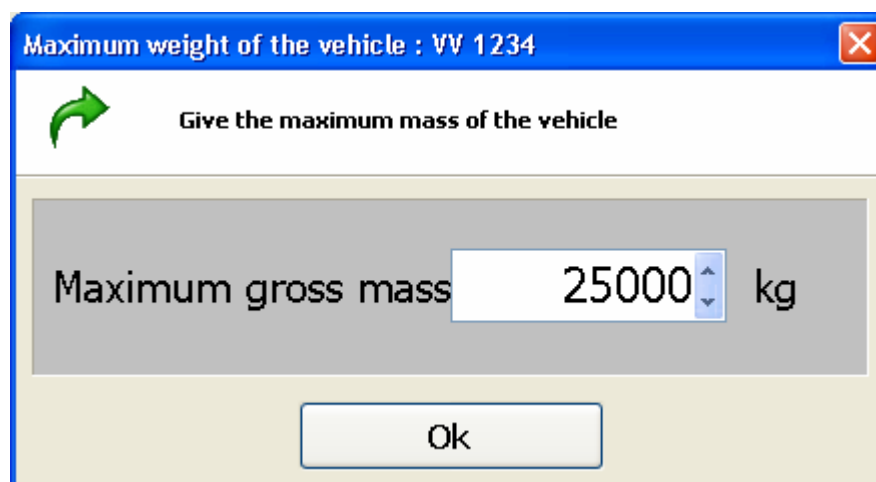 Maximum weight of the vehicle : VV 1234
Give the maximum mass of the vehicle
Maximum gross mass 25000 kg
Ok